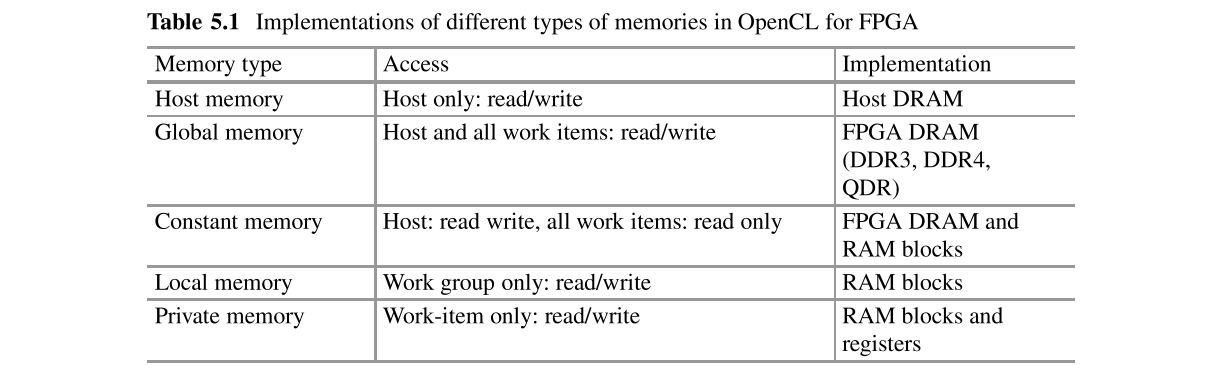 Table 5.1 Implementations of different types of memories in OpenCL for FPGA
Memory type Access Implementation
Host memory Host only: read/write Host DRAM
Global memory Host and all work items: read/write FPGA DRAM
(DDR3, DDR4,
QDR)
Constant memory Host: read write, all work items: read only FPGA DRAM and
RAM blocks
Local memory Work group only: read/write RAM blocks
Private memory Work-item only: read/write RAM blocks and
registers